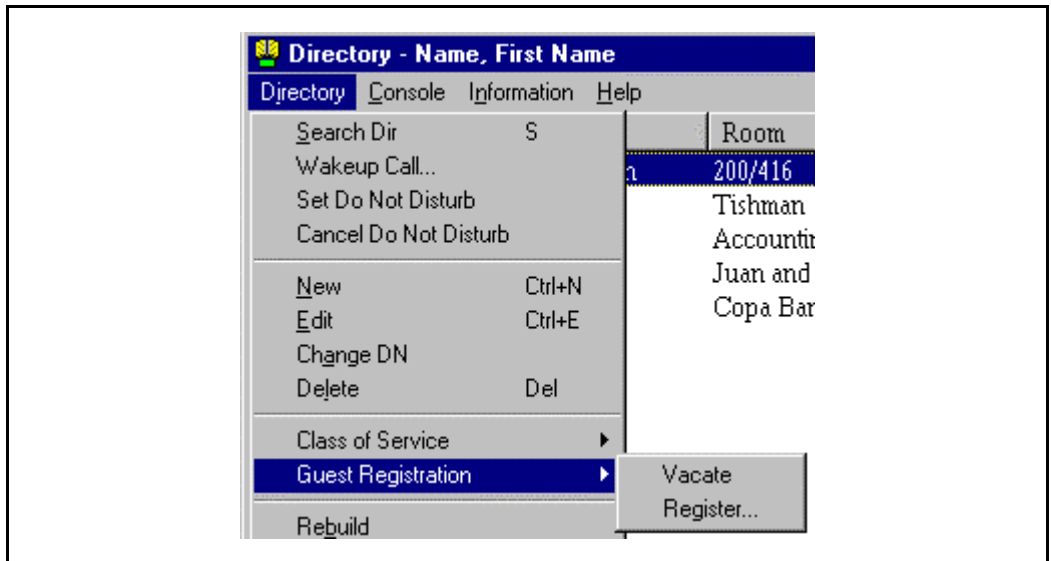 Directory - Name, First Name
Directory Console Information Help
Search Dir S
Wakeup Call...
Set Do Not Disturb
Cancel Do Not Disturb
New Ctrl+N
Edit Ctrl+E
Change DN
Delete Del
Class of Service
Guest Registration
Rebuild
Vacate
Register...
Room
200/416
Tishman
Accountin
Juan and
Copa Bar